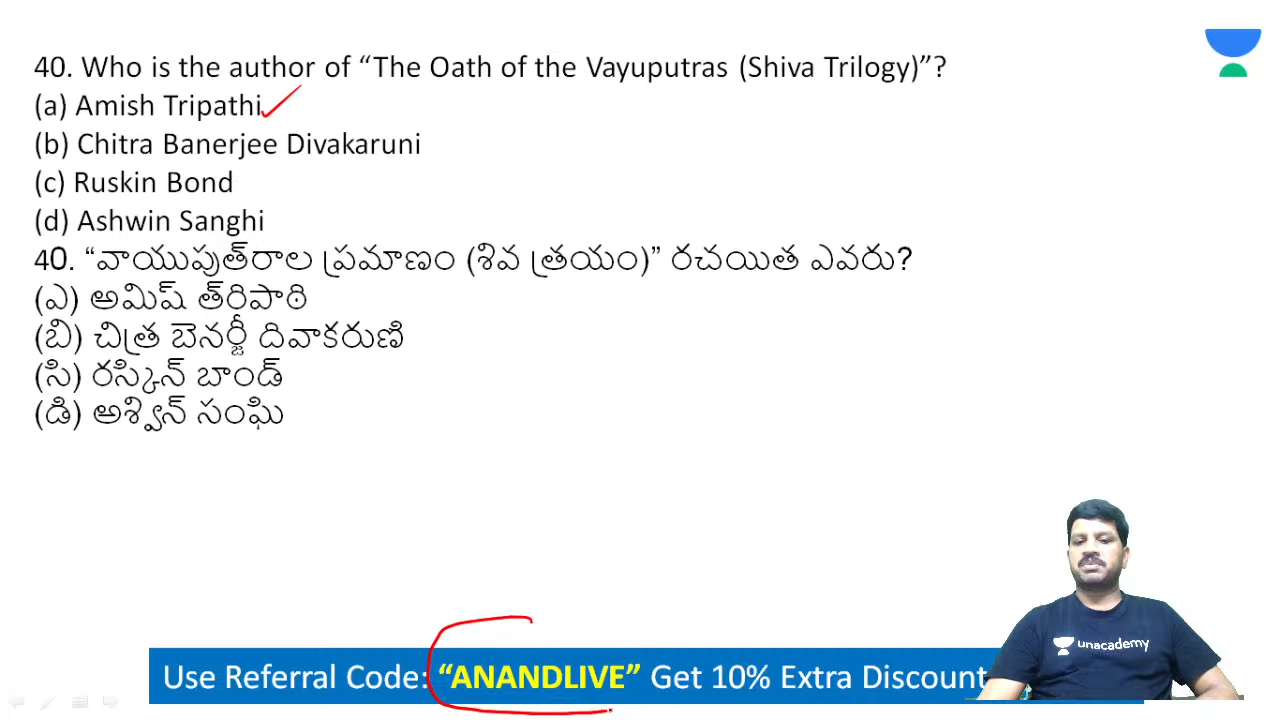 40. Who is the author of “The Oath of the Vayuputras (Shiva Trilogy)”?
(a) Amish Tripathi
(b) Chitra Banerjee Divakaruni
(c) Ruskin Bond
(d) Ashwin Sanghi
40. “వాయుపుత్‌రాల ప్రమాణం (శివ త్రయం)” రచయిత ఎవరు?
(ఎ) అమిష్ త్‌రిపాఠి
(బి) చిత్ర బెనర్జీ దివాకరుణి
(సి) రస్కిన్ బాండ్
(డి) అశ్విన్ సంఘి
unacademy
Use Referral Code: “ANANDLIVE” Get 10% Extra Discount